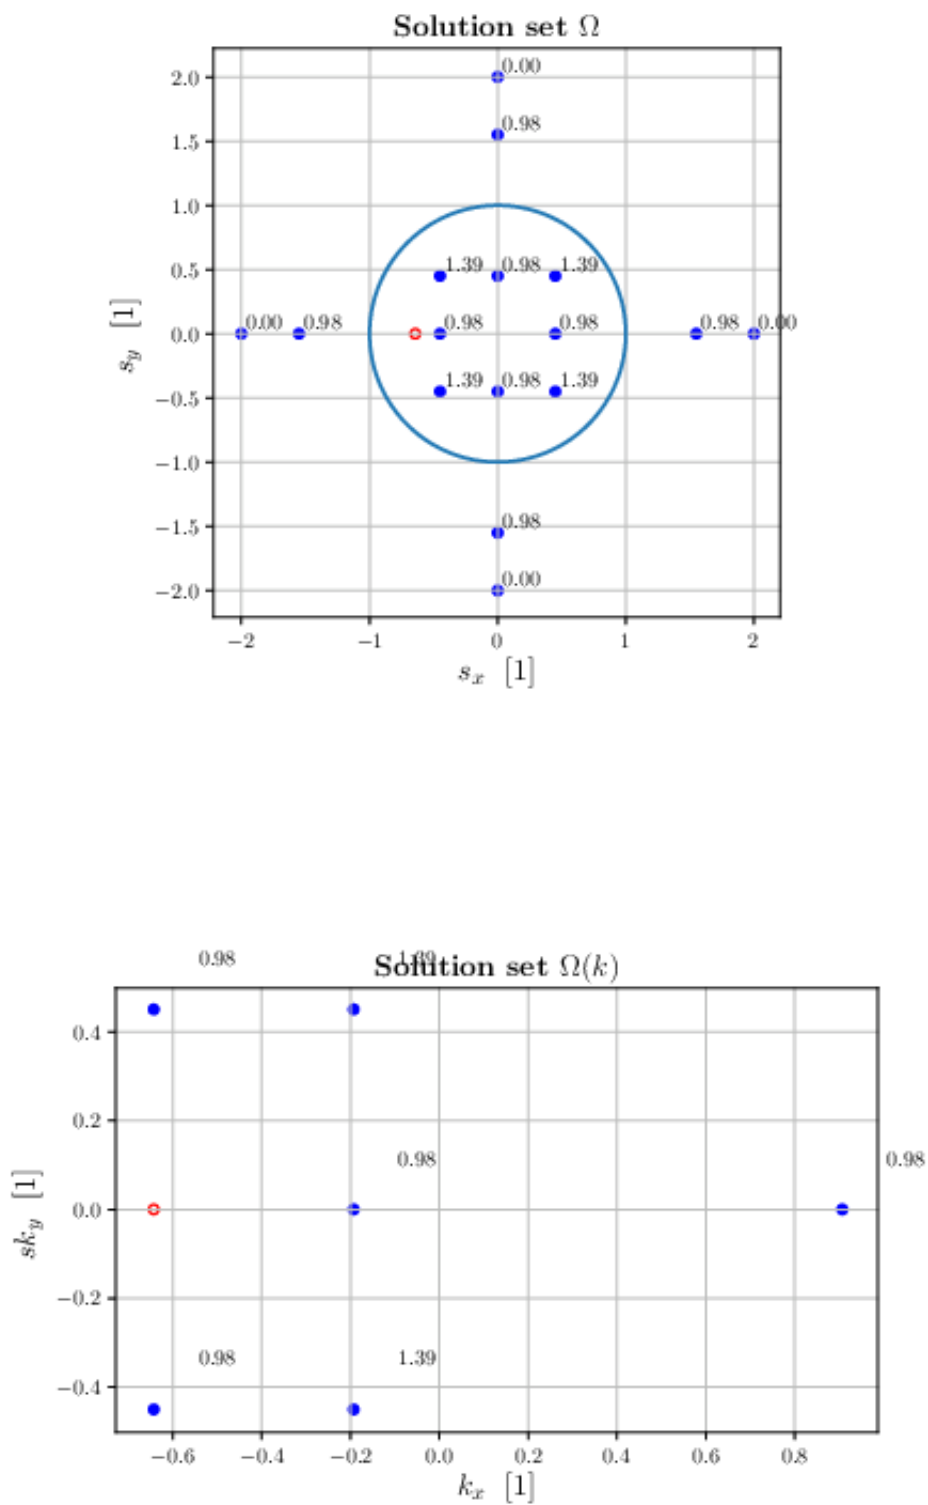 Solution set Ω
0.00
2.0
0.98
1.5
1.0
1.39 0.98 1.39
0.5
0.00 0.98 0.98 0.98 0.98 0.00
0.0
s_y [1]
1.39 0.98 1.39
−0.5
−1.0
0.98
−1.5
0.00
−2.0
−2 −1 0 1 2
s_x [1]
0.98 1.39
Solution set Ω(k)
0.4
0.2
0.98 0.98
0.0
sk_y [1]
−0.2
0.98 1.39
−0.4
−0.6 −0.4 −0.2 0.0 0.2 0.4 0.6 0.8
k_x [1]